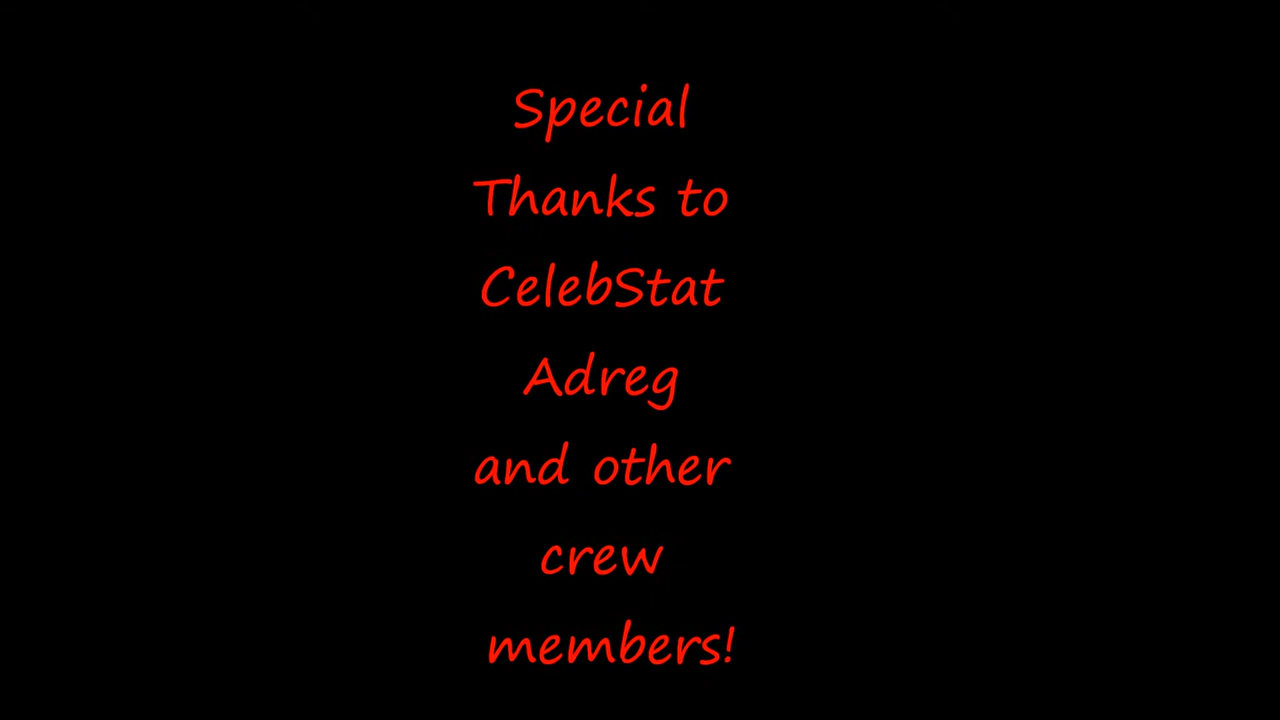 Special
Thanks to
CelebStat
Adreg
and other
crew
members!